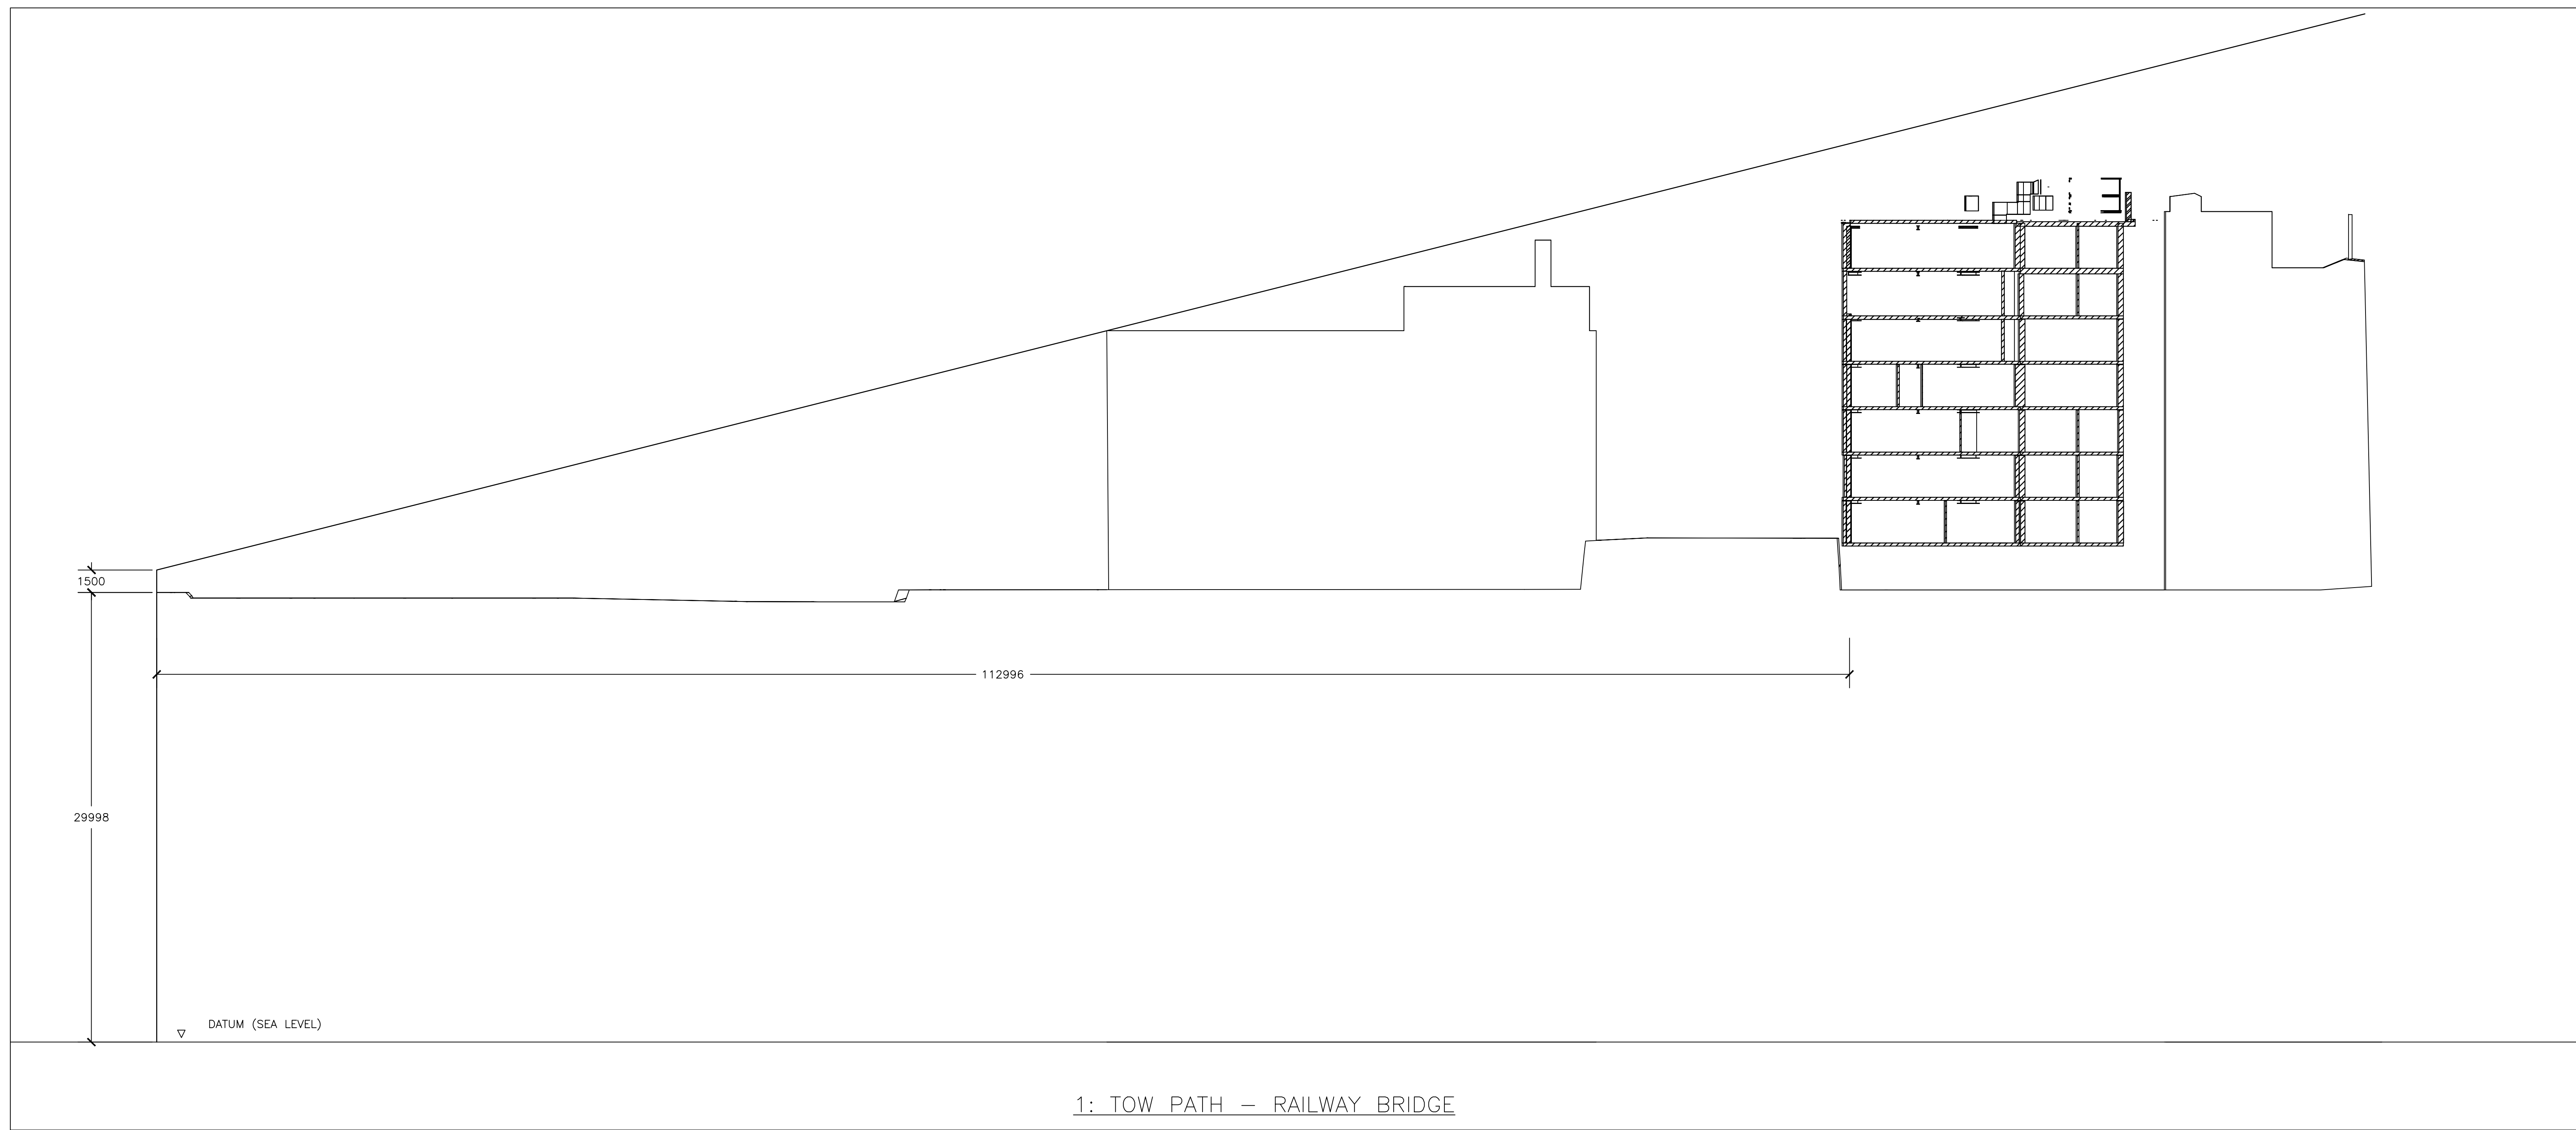 1500
112996
29998
DATUM (SEA LEVEL)
1: TOW PATH – RAILWAY BRIDGE